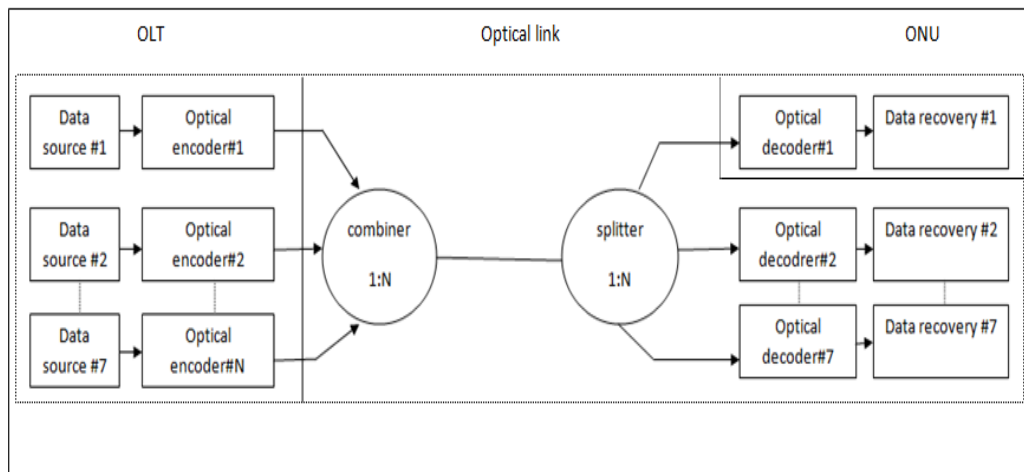 OLT
Optical link
ONU
Data
source #1
Optical
encoder#1
Optical
decoder#1
Data recovery #1
Data
source #2
Optical
encoder#2
combiner
1:N
splitter
1:N
Optical
decodrer#2
Data recovery #2
Data
source #7
Optical
encoder#N
Optical
decoder#7
Data recovery #7